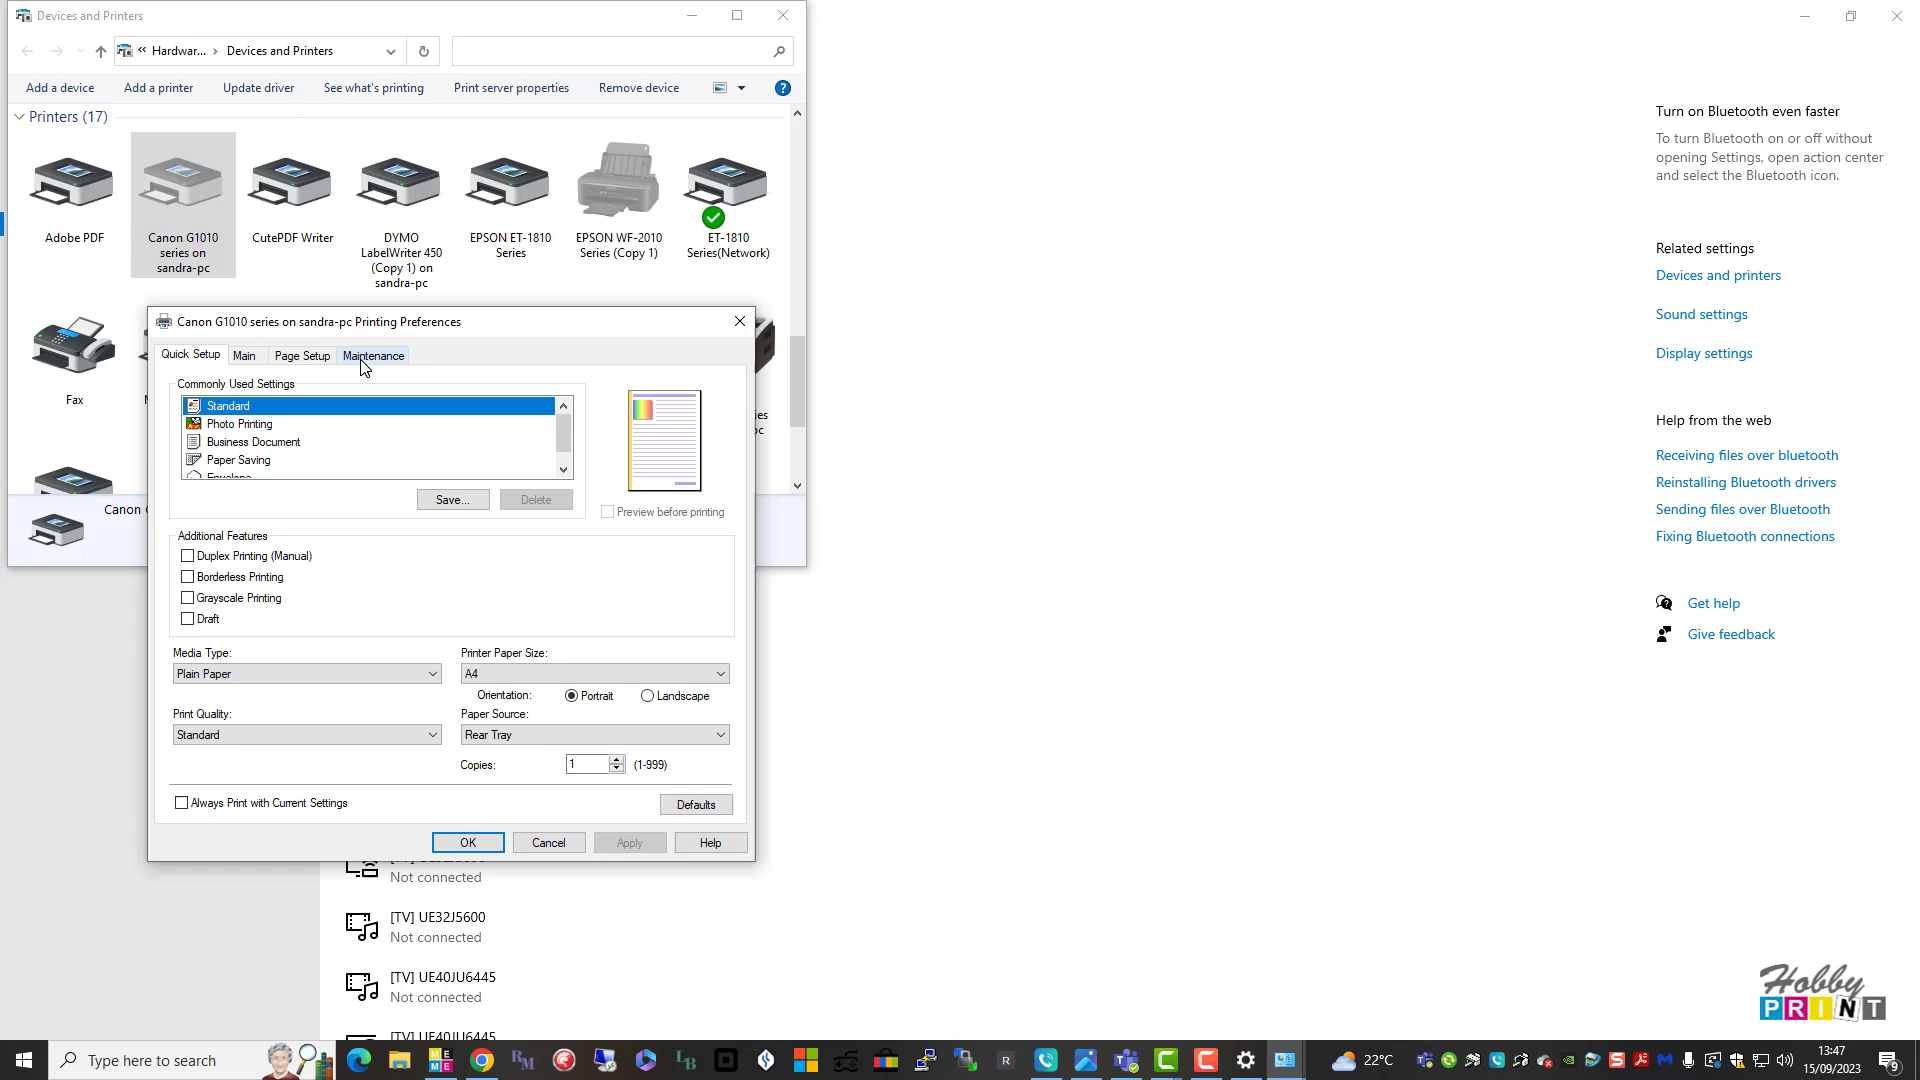 Devices and Printers
« Hardwar... › Devices and Printers
Add a device
Add a printer
Update driver
See what's printing
Print server properties
Remove device
Printers (17)
Adobe PDF
Canon G1010
series on
sandra-pc
CutePDF Writer
DYMO
LabelWriter 450
(Copy 1) on
sandra-pc
EPSON ET-1810
Series
EPSON WF-2010
Series (Copy 1)
ET-1810
Series(Network)
Fax
Canon
Canon G1010 series on sandra-pc Printing Preferences
Quick Setup
Main
Page Setup
Maintenance
Commonly Used Settings
Standard
Photo Printing
Business Document
Paper Saving
Envelope
Save...
Delete
Preview before printing
Additional Features
Duplex Printing (Manual)
Borderless Printing
Grayscale Printing
Draft
Media Type:
Plain Paper
Printer Paper Size:
A4
Orientation:
Portrait
Landscape
Print Quality:
Standard
Paper Source:
Rear Tray
Copies:
1
(1-999)
Always Print with Current Settings
Defaults
OK
Cancel
Apply
Help
Not connected
[TV] UE32J5600
Not connected
[TV] UE40JU6445
Not connected
[TV] UE40JU6445
Turn on Bluetooth even faster
To turn Bluetooth on or off without
opening Settings, open action center
and select the Bluetooth icon.
Related settings
Devices and printers
Sound settings
Display settings
Help from the web
Receiving files over bluetooth
Reinstalling Bluetooth drivers
Sending files over Bluetooth
Fixing Bluetooth connections
Get help
Give feedback
Hobby
PRINT
Type here to search
22°C
13:47
15/09/2023
9